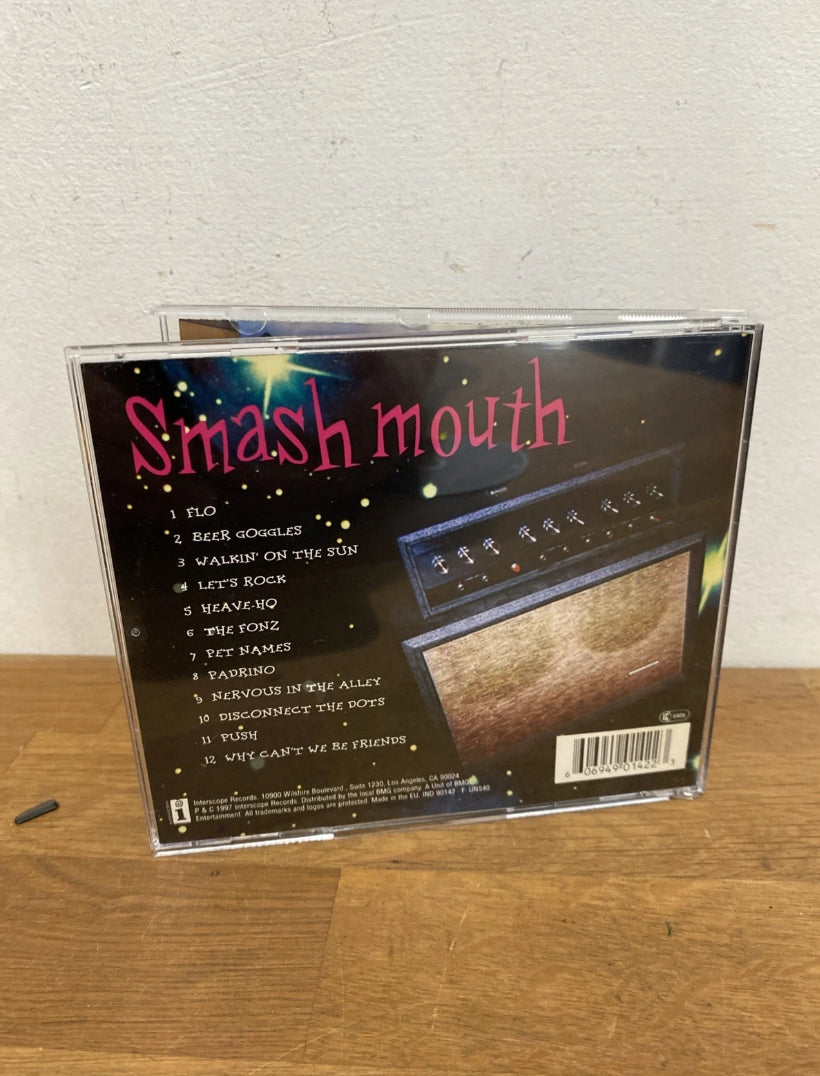 Smash mouth
1 FLO
2 BEER GOGGLES
3 WALKIN' ON THE SUN
4 LET'S ROCK
5 HEAVE-HO
6 THE FONZ
7 PET NAMES
8 PADRINO
9 NERVOUS IN THE ALLEY
10 DISCONNECT THE DOTS
11 PUSH
12 WHY CAN'T WE BE FRIENDS
Interscope Records 10900 Wilshire Boulevard, Suite 1230, Los Angeles, CA 90024
P & C 1997 Interscope Records. Distributed by the local BMG company. A Unit of BMG
Entertainment. All trademarks and logos are protected. Made in the EU. IND 90142 F: UN540
i
6 06949 01422 3